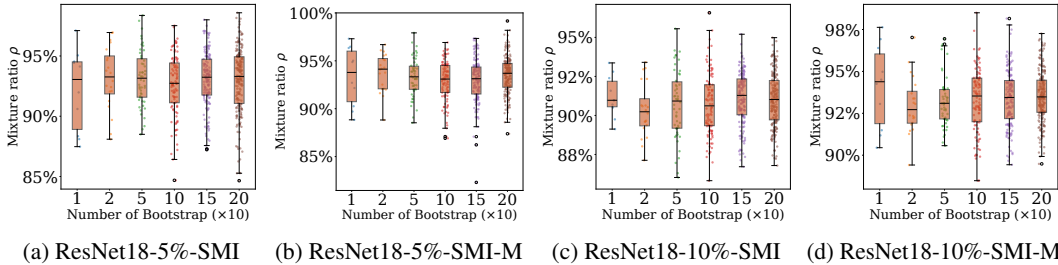 Mixture ratio ρ
95%
90%
85%
1 2 5 10 15 20
Number of Bootstrap (×10)
(a) ResNet18-5%-SMI
Mixture ratio ρ
95%
90%
85%
1 2 5 10 15 20
Number of Bootstrap (×10)
(b) ResNet18-5%-SMI-M
Mixture ratio ρ
95%
92%
90%
88%
1 2 5 10 15 20
Number of Bootstrap (×10)
(c) ResNet18-10%-SMI
Mixture ratio ρ
98%
95%
92%
90%
1 2 5 10 15 20
Number of Bootstrap (×10)
(d) ResNet18-10%-SMI-M